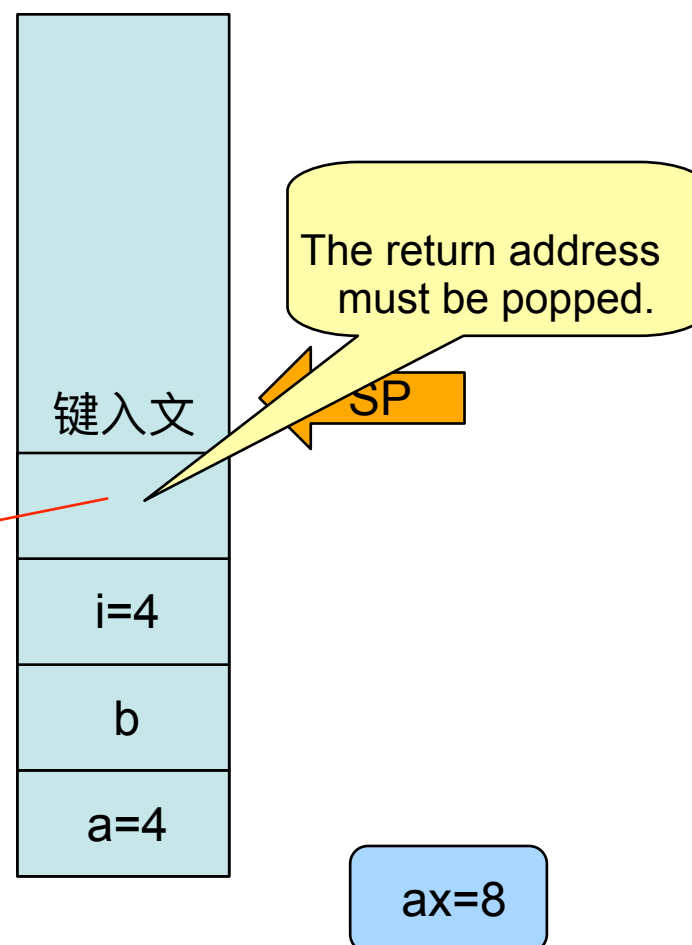 The return address
must be popped.
SP
键入文
i=4
b
a=4
ax=8